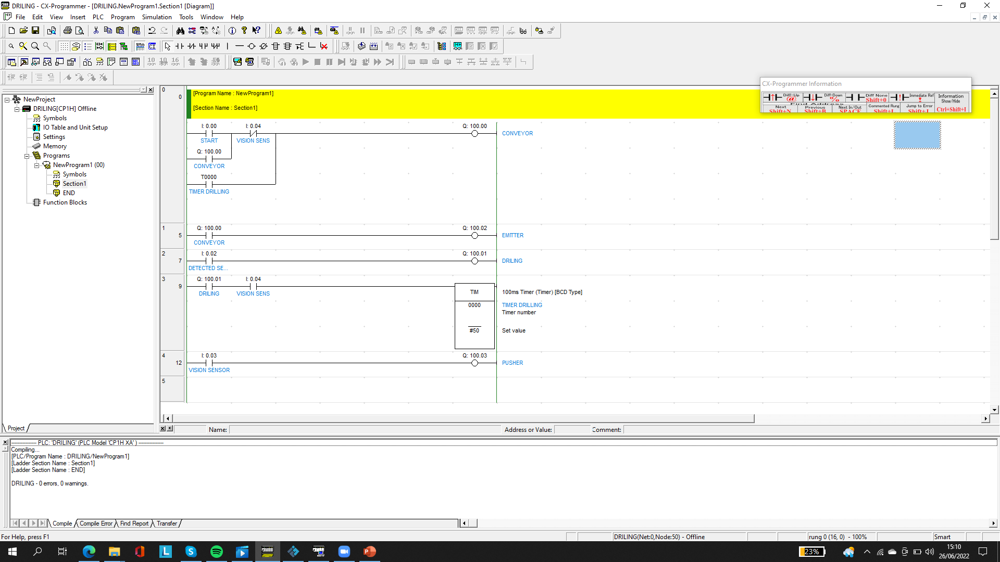 DRILING - CX-Programmer - [DRILING.NewProgram1.Section1 [Diagram]]
File Edit View Insert PLC Program Simulation Tools Window Help
SMA CI
10 10 16
CX-Programmer Information
Diff-Up @ Diff-Down % Diff None Shift+0 Immediate Ref ! Information Show/Hide Ctrl+Shift+I
Find Address
Next Shift+N Previous Shift+B Next In/Out SPACE Commented Rung Shift+L Jump to Error Shift+J
NewProject
DRILING[CP1H] Offline
Symbols
IO Table and Unit Setup
Settings
Memory
Programs
NewProgram1 (00)
Symbols
Section1
END
Function Blocks
Project
0
0
[Program Name : NewProgram1]
[Section Name : Section1]
I: 0.00 I: 0.04 Q: 100.00
CONVEYOR
START VISION SENS
Q: 100.00
CONVEYOR
T0000
TIMER DRILLING
1
5
Q: 100.00 Q: 100.02
EMITTER
CONVEYOR
2
7
I: 0.02 Q: 100.01
DRILING
DETECTED SE...
3
9
Q: 100.01 I: 0.04
DRILING VISION SENS
TIM 100ms Timer (Timer) [BCD Type]
0000 TIMER DRILLING
Timer number
#50 Set value
4
12
I: 0.03 Q: 100.03
PUSHER
VISION SENSOR
5
Name: Address or Value: Comment:
---------------- PLC: 'DRILING' (PLC Model 'CP1H XA' ) ----------------
Compiling...
[PLC/Program Name : DRILING/NewProgram1]
[Ladder Section Name : Section1]
[Ladder Section Name : END]
DRILING - 0 errors, 0 warnings.
Compile Compile Error Find Report Transfer
For Help, press F1
DRILING(Net:0,Node:50) - Offline
rung 0 (16, 0) - 100%
Smart
23%
15:10
26/06/2022